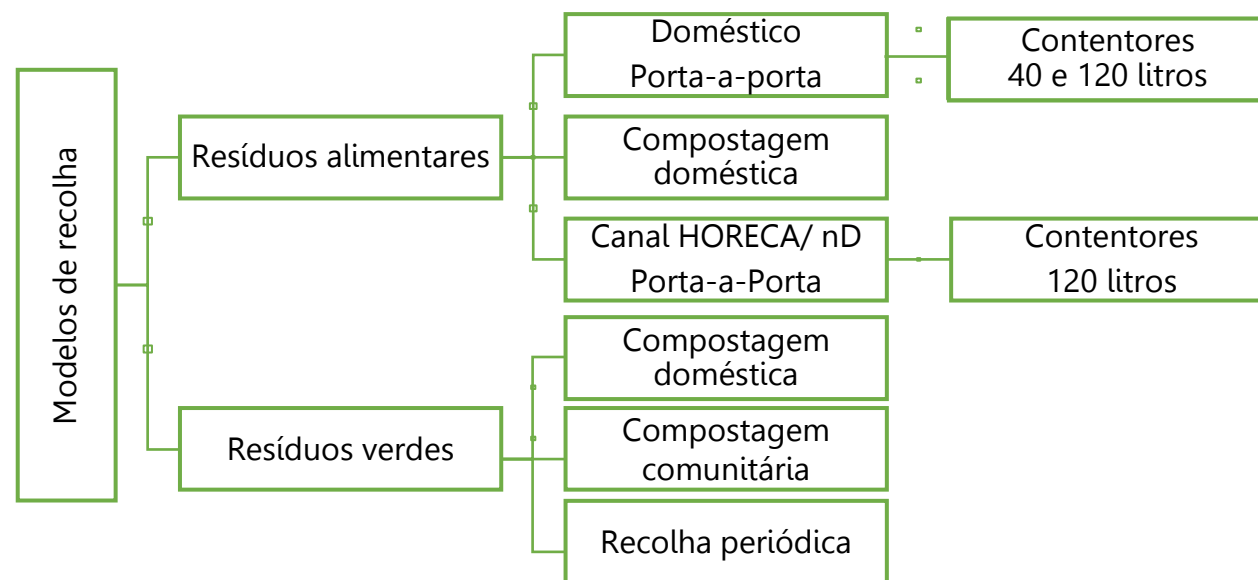 Modelos de recolha
Resíduos alimentares
Doméstico
Porta-a-porta
Contentores
40 e 120 litros
Compostagem
doméstica
Canal HORECA/ nD
Porta-a-Porta
Contentores
120 litros
Resíduos verdes
Compostagem
doméstica
Compostagem
comunitária
Recolha periódica